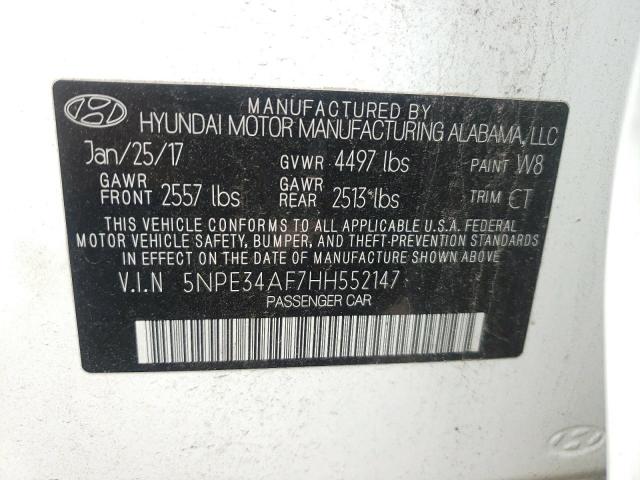 MANUFACTURED BY
HYUNDAI MOTOR MANUFACTURING ALABAMA, LLC
Jan/25/17 GVWR 4497 lbs PAINT W8
GAWR FRONT 2557 lbs GAWR REAR 2513 lbs TRIM CT
THIS VEHICLE CONFORMS TO ALL APPLICABLE U.S.A. FEDERAL
MOTOR VEHICLE SAFETY, BUMPER, AND THEFT-PREVENTION STANDARDS
IN EFFECT ON THE DATE OF MANUFACTURE SHOWN ABOVE.
V.I.N 5NPE34AF7HH552147
PASSENGER CAR